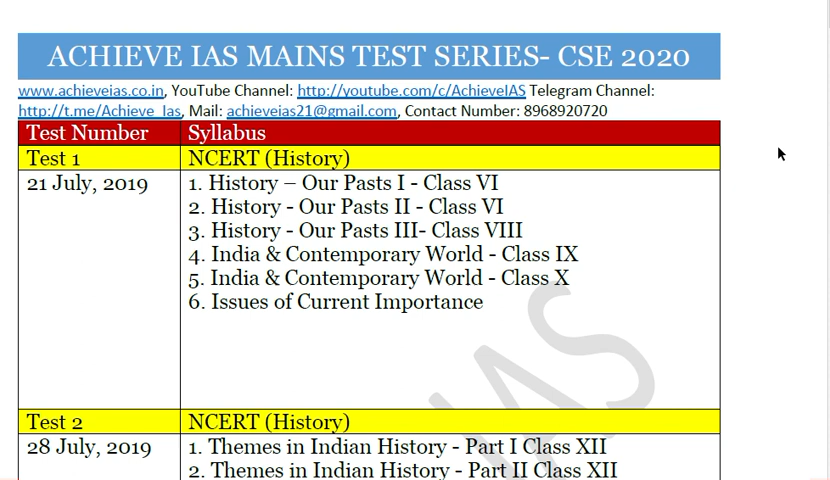 ACHIEVE IAS MAINS TEST SERIES- CSE 2020
www.achieveias.co.in, YouTube Channel: http://youtube.com/c/AchieveIAS Telegram Channel:
http://t.me/Achieve_Ias, Mail: achieveias21@gmail.com, Contact Number: 8968920720
Test Number Syllabus
Test 1 NCERT (History)
21 July, 2019 1. History – Our Pasts I - Class VI
2. History - Our Pasts II - Class VI
3. History - Our Pasts III- Class VIII
4. India & Contemporary World - Class IX
5. India & Contemporary World - Class X
6. Issues of Current Importance
IAS
Test 2 NCERT (History)
28 July, 2019 1. Themes in Indian History - Part I Class XII
2. Themes in Indian History - Part II Class XII